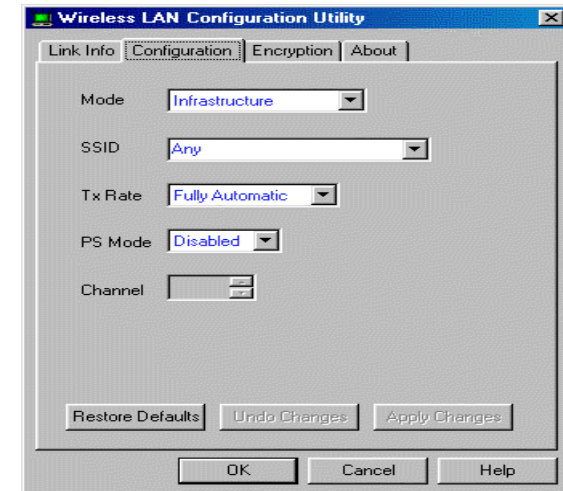 Wireless LAN Configuration Utility
Link Info Configuration Encryption About
Mode Infrastructure
SSID Any
Tx Rate Fully Automatic
PS Mode Disabled
Channel
Restore Defaults Undo Changes Apply Changes
OK Cancel Help